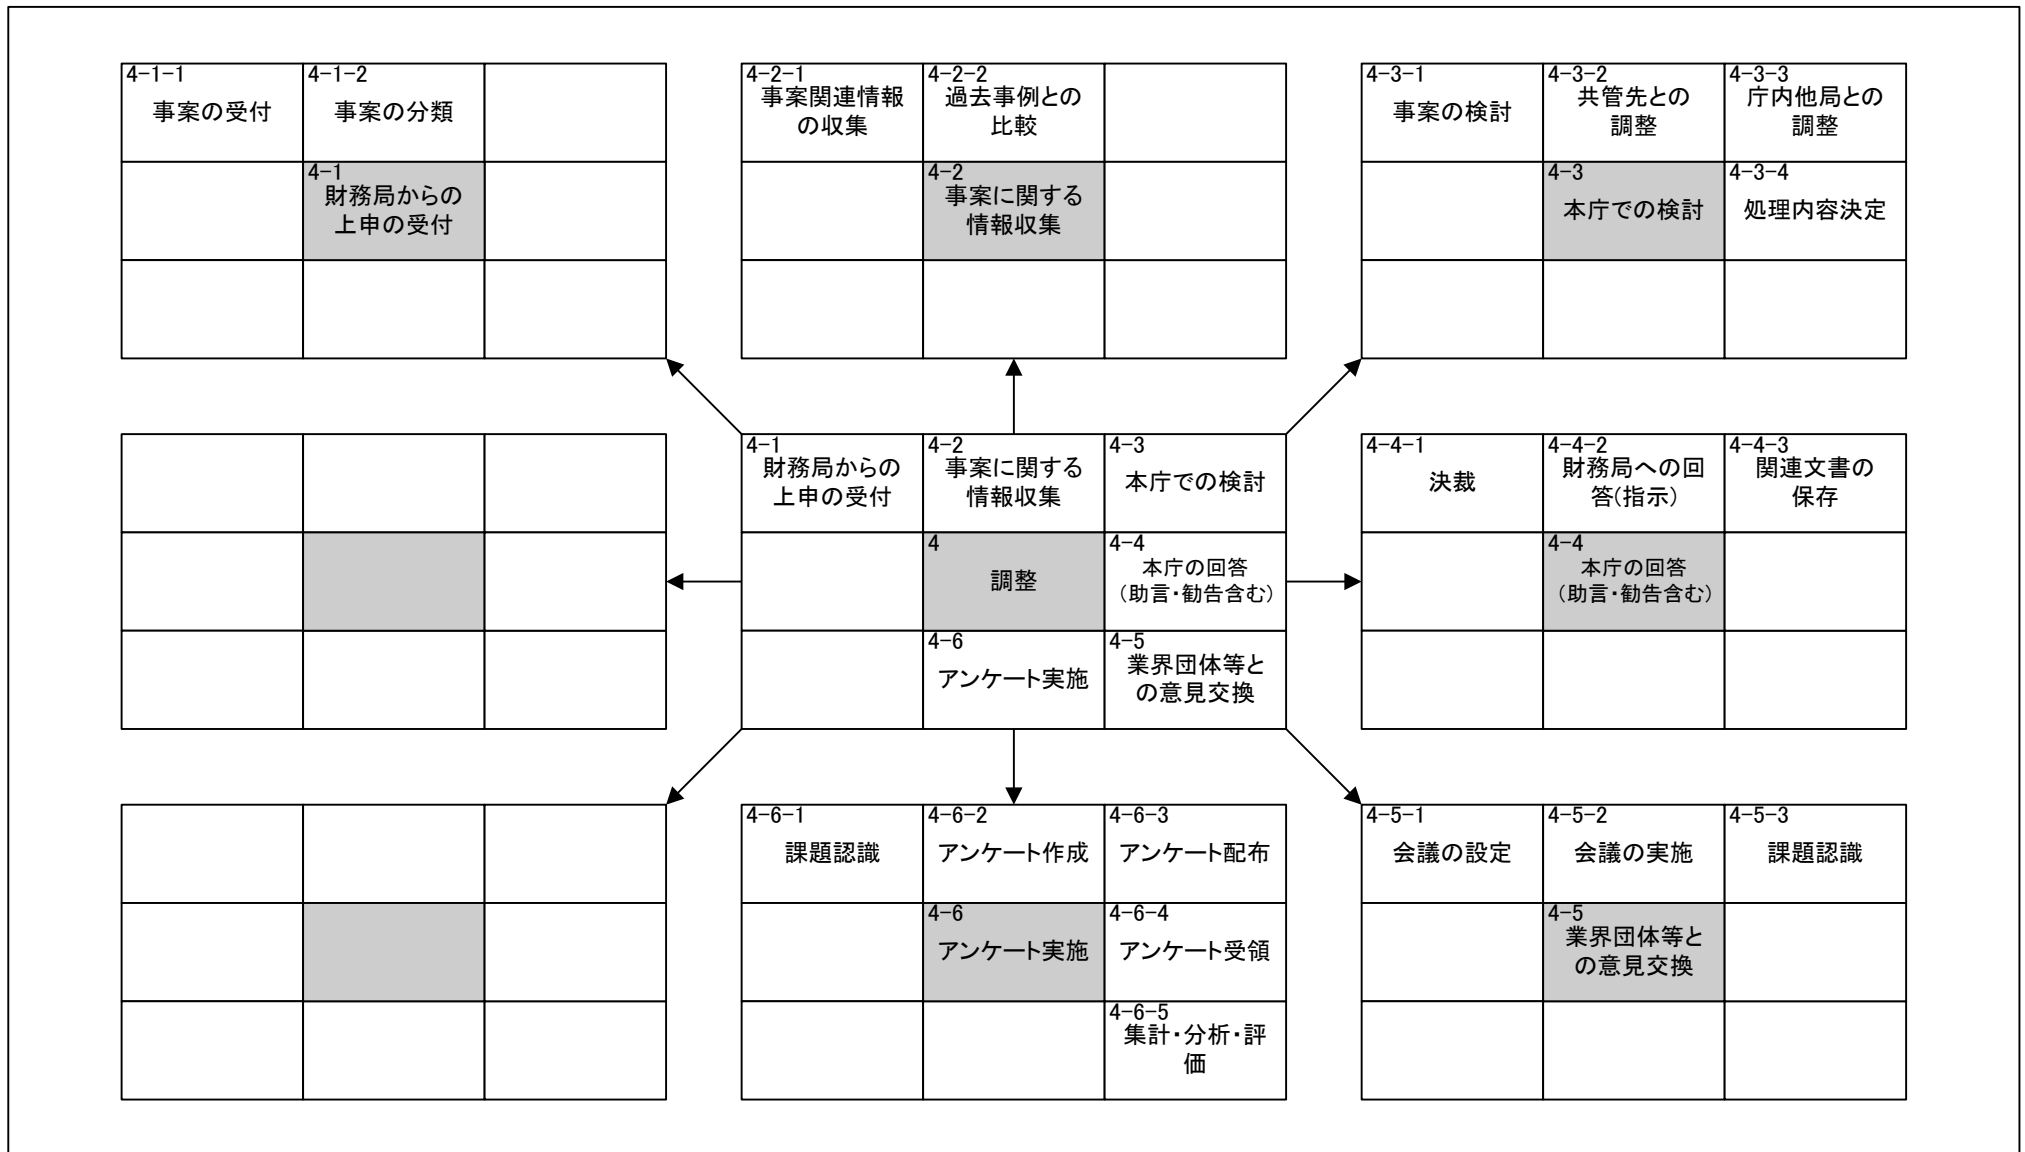 4-1-1
事案の受付
4-1-2
事案の分類
4-1
財務局からの
上申の受付
4-2-1
事案関連情報
の収集
4-2-2
過去事例との
比較
4-2
事案に関する
情報収集
4-3-1
事案の検討
4-3-2
共管先との
調整
4-3-3
庁内他局との
調整
4-3
本庁での検討
4-3-4
処理内容決定
4-1
財務局からの
上申の受付
4-2
事案に関する
情報収集
4-3
本庁での検討
4
調整
4-4
本庁の回答
(助言・勧告含む)
4-6
アンケート実施
4-5
業界団体等と
の意見交換
4-4-1
決裁
4-4-2
財務局への回
答(指示)
4-4-3
関連文書の
保存
4-4
本庁の回答
(助言・勧告含む)
4-6-1
課題認識
4-6-2
アンケート作成
4-6-3
アンケート配布
4-6
アンケート実施
4-6-4
アンケート受領
4-6-5
集計・分析・評
価
4-5-1
会議の設定
4-5-2
会議の実施
4-5-3
課題認識
4-5
業界団体等と
の意見交換